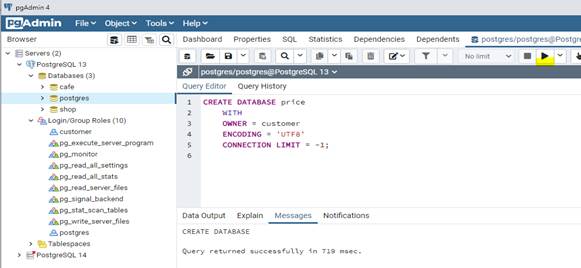 pgAdmin 4
pgAdmin File Object Tools Help
Browser Dashboard Properties SQL Statistics Dependencies Dependents postgres/postgres@Postgr
Servers (2)
PostgreSQL 13
Databases (3)
cafe
postgres
shop
Login/Group Roles (10)
customer
pg_execute_server_program
pg_monitor
pg_read_all_settings
pg_read_all_stats
pg_read_server_files
pg_signal_backend
pg_stat_scan_tables
pg_write_server_files
postgres
Tablespaces
PostgreSQL 14
No limit
postgres/postgres@PostgreSQL 13
Query Editor Query History
1 CREATE DATABASE price
2 WITH
3 OWNER = customer
4 ENCODING = 'UTF8'
5 CONNECTION LIMIT = -1;
6
Data Output Explain Messages Notifications
CREATE DATABASE
Query returned successfully in 719 msec.